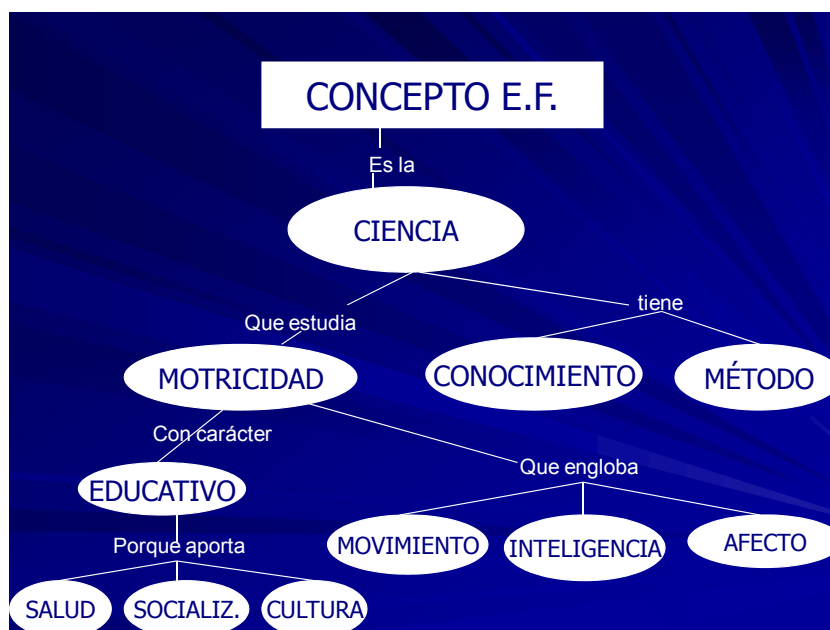 CONCEPTO E.F.
Es la
CIENCIA
tiene
Que estudia
MOTRICIDAD
CONOCIMIENTO
MÉTODO
Con carácter
Que engloba
EDUCATIVO
MOVIMIENTO
INTELIGENCIA
AFECTO
Porque aporta
SALUD
SOCIALIZ.
CULTURA